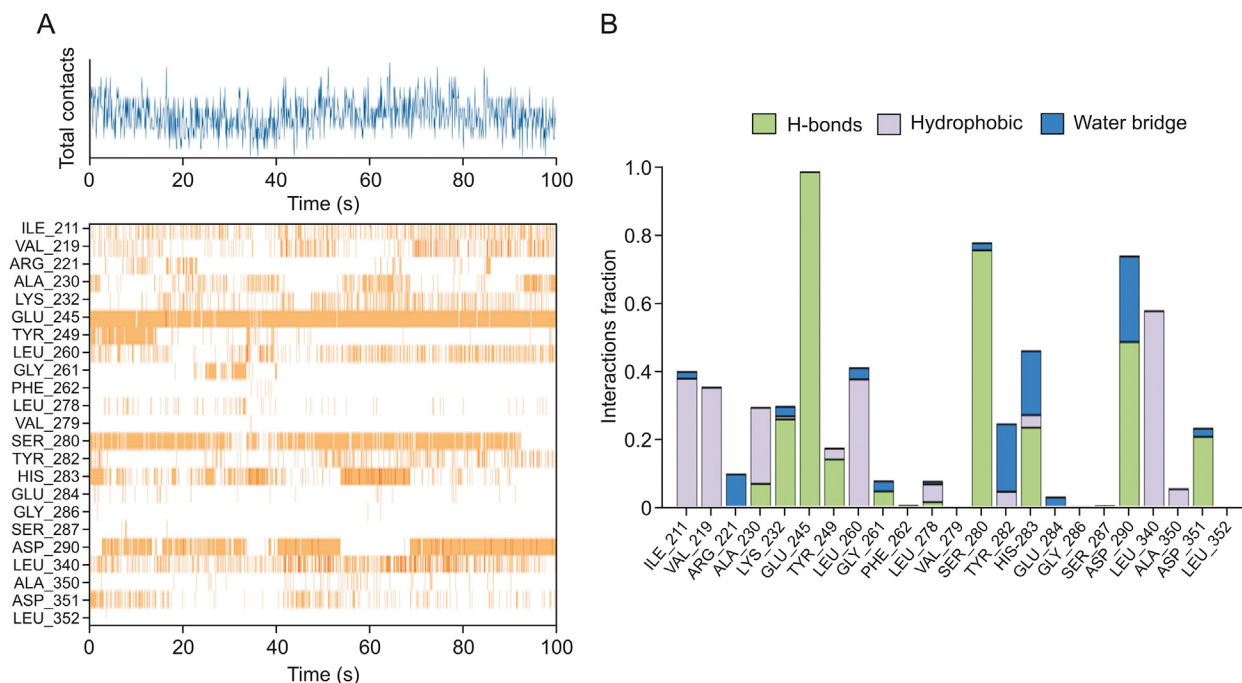 A
Total contacts
0 20 40 60 80 100
Time (s)
ILE_211
VAL_219
ARG_221
ALA_230
LYS_232
GLU_245
TYR_249
LEU_260
GLY_261
PHE_262
LEU_278
VAL_279
SER_280
TYR_282
HIS_283
GLU_284
GLY_286
SER_287
ASP_290
LEU_340
ALA_350
ASP_351
LEU_352
0 20 40 60 80 100
Time (s)
B
H-bonds Hydrophobic Water bridge
Interactions fraction
1.0
0.8
0.6
0.4
0.2
0
ILE_211
VAL_219
ARG_221
ALA_230
LYS_232
GLU_245
TYR_249
LEU_260
GLY_261
PHE_262
LEU_278
VAL_279
SER_280
TYR_282
HIS-283
GLU_284
GLY_286
SER_287
ASP_290
LEU_340
ALA_350
ASP_351
LEU_352